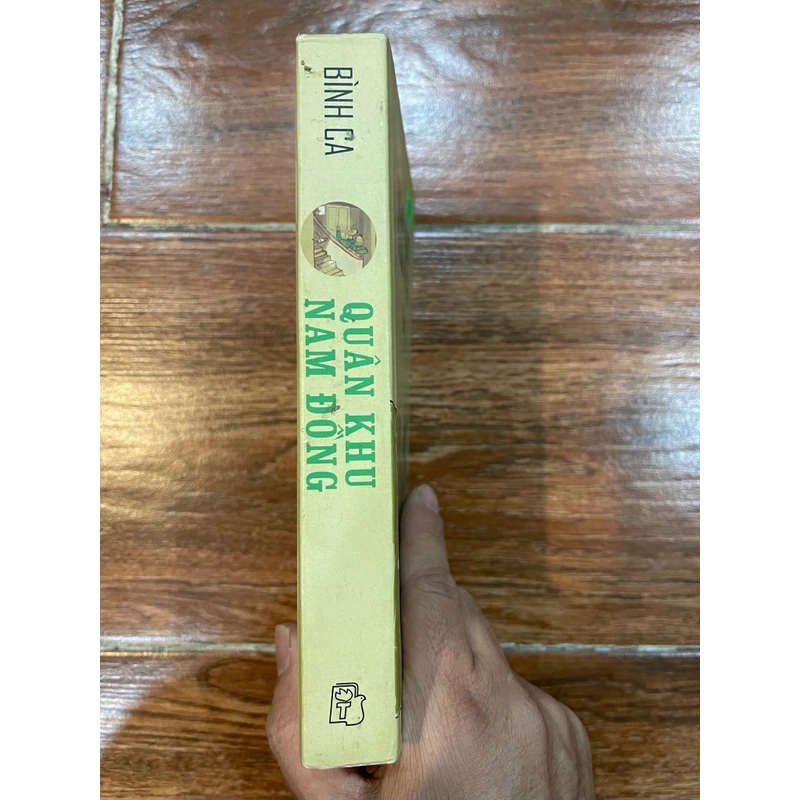 BÌNH CA
QUÂN KHU
NAM ĐỒNG
T